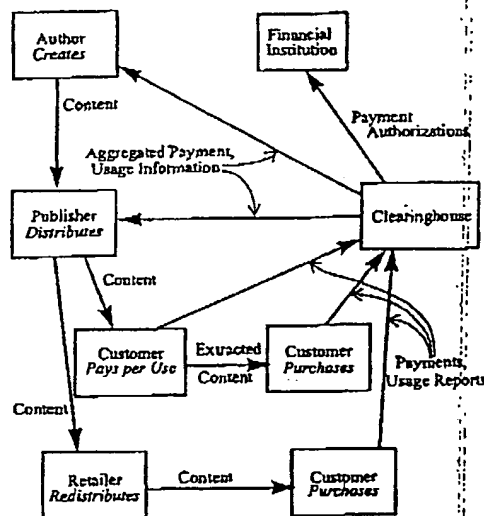 Author
Creates
Financial
Institution
Content
Payment
Authorizations
Aggregated Payment,
Usage Information
Publisher
Distributes
Clearinghouse
Content
Customer
Pays per Use
Extracted
Content
Customer
Purchases
Payments,
Usage Reports
Content
Retailer
Redistributes
Content
Customer
Purchases